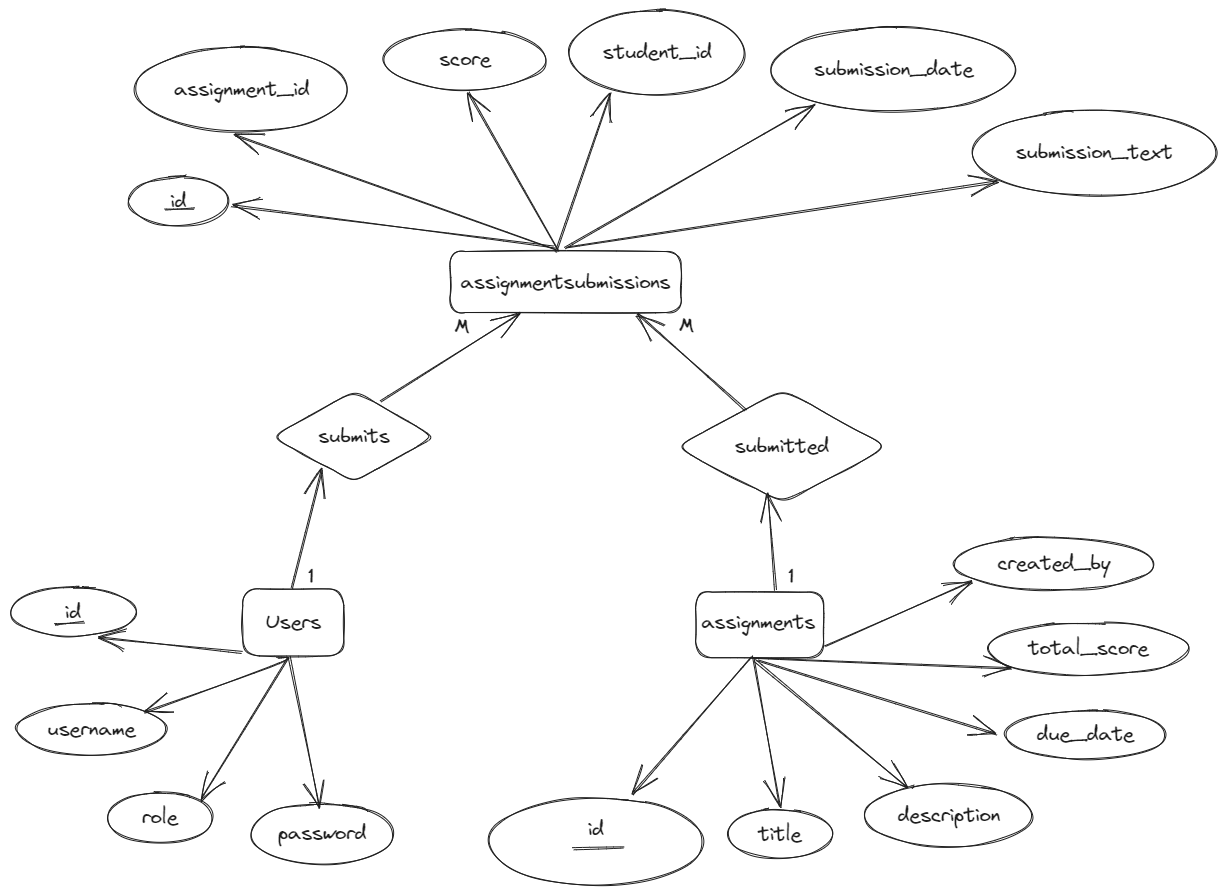 student_id
score
submission_date
assignment_id
submission_text
id
assignmentsubmissions
M
M
submits
submitted
1
1
created_by
id
Users
assignments
total_score
username
due_date
role
password
id
title
description